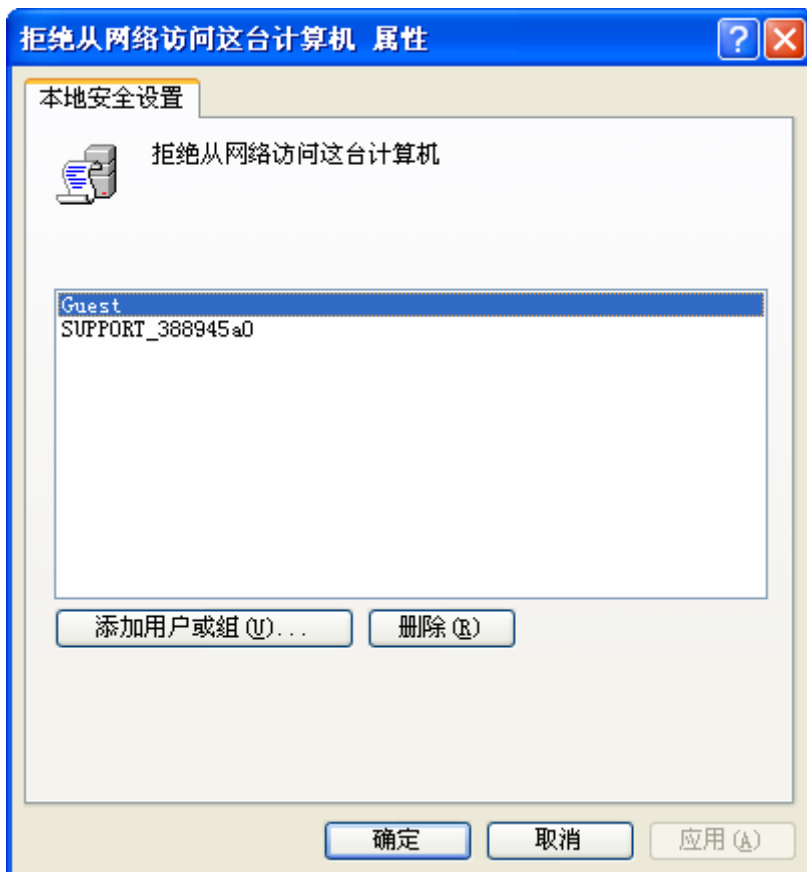 拒绝从网络访问这台计算机 属性
本地安全设置
拒绝从网络访问这台计算机
Guest
SUPPORT_388945a0
添加用户或组(U)... 删除(R)
确定 取消 应用(A)